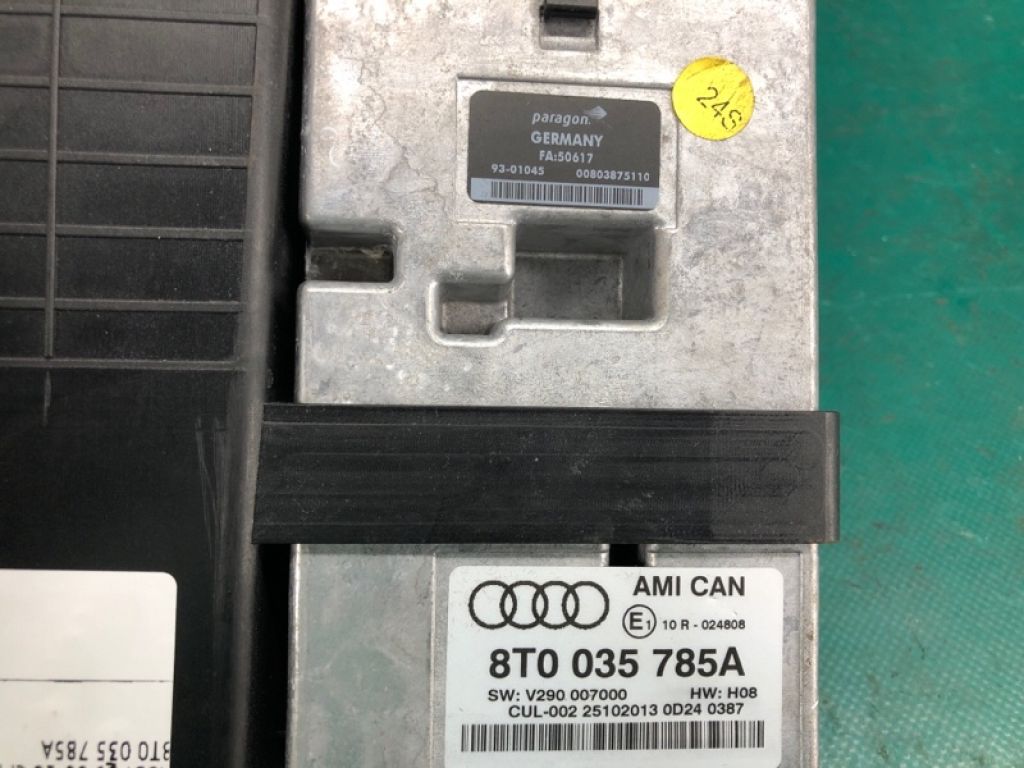 paragon
GERMANY
FA:50617
93-01045 00803875110
24S
AMI CAN
E1 10 R - 024808
8T0 035 785A
SW: V290 007000 HW: H08
CUL-002 25102013 0D24 0387
8T0 035 785A